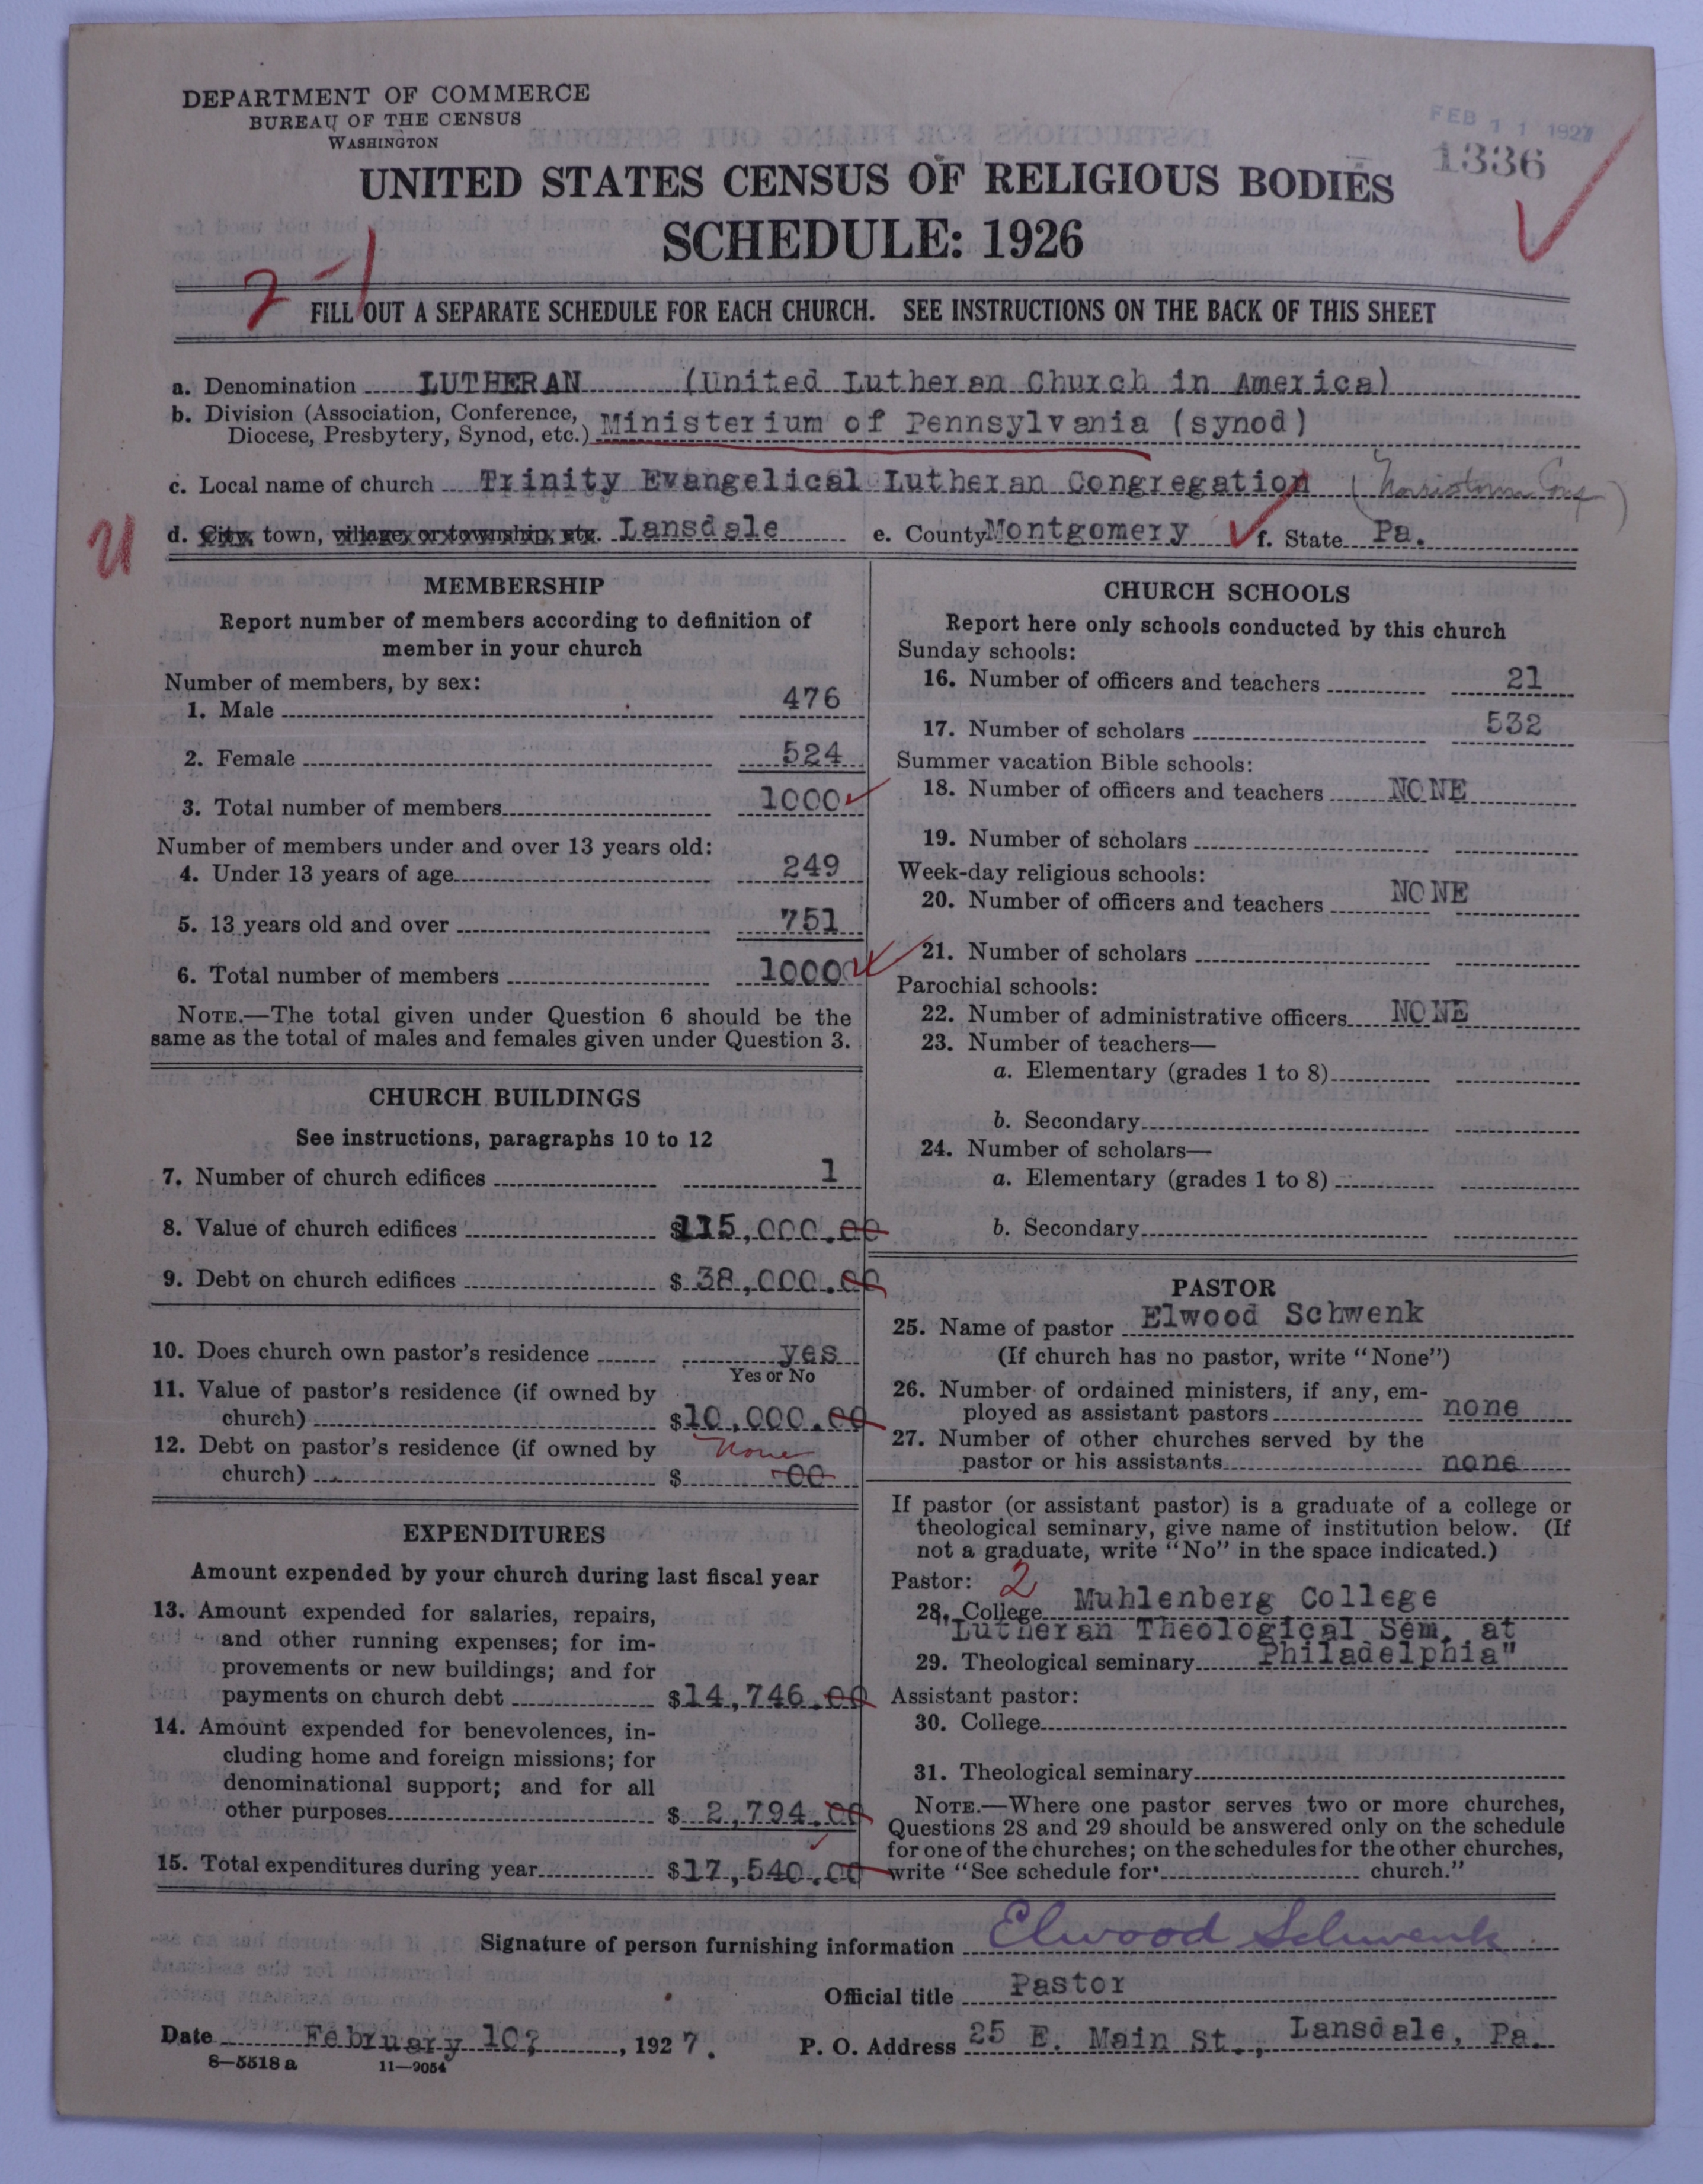 DEPARTMENT OF COMMERCE
BUREAU OF THE CENSUS
WASHINGTON
FEB 11 1927
1336
UNITED STATES CENSUS OF RELIGIOUS BODIES
SCHEDULE: 1926
2-1
FILL OUT A SEPARATE SCHEDULE FOR EACH CHURCH. SEE INSTRUCTIONS ON THE BACK OF THIS SHEET
a. Denomination LUTHERAN (United Lutheran Church in America)
b. Division (Association, Conference, Diocese, Presbytery, Synod, etc.) Ministerium of Pennsylvania (synod)
c. Local name of church Trinity Evangelical Lutheran Congregation
U
d. City, town, village, or township, etc. Lansdale e. County Montgomery f. State Pa.
MEMBERSHIP
Report number of members according to definition of
member in your church
Number of members, by sex:
1. Male 476
2. Female 524
3. Total number of members 1000
Number of members under and over 13 years old:
4. Under 13 years of age 249
5. 13 years old and over 751
6. Total number of members 1000
NOTE.—The total given under Question 6 should be the
same as the total of males and females given under Question 3.
CHURCH BUILDINGS
See instructions, paragraphs 10 to 12
7. Number of church edifices 1
8. Value of church edifices $115,000.00
9. Debt on church edifices $38,000.00
10. Does church own pastor's residence yes
Yes or No
11. Value of pastor's residence (if owned by
church) $10,000.00
12. Debt on pastor's residence (if owned by none
church) $ .00
EXPENDITURES
Amount expended by your church during last fiscal year
13. Amount expended for salaries, repairs,
and other running expenses; for im-
provements or new buildings; and for
payments on church debt $14,746.00
14. Amount expended for benevolences, in-
cluding home and foreign missions; for
denominational support; and for all
other purposes $2,794.00
15. Total expenditures during year $17,540.00
CHURCH SCHOOLS
Report here only schools conducted by this church
Sunday schools:
16. Number of officers and teachers 21
17. Number of scholars 532
Summer vacation Bible schools:
18. Number of officers and teachers NONE
19. Number of scholars
Week-day religious schools:
20. Number of officers and teachers NONE
21. Number of scholars
Parochial schools:
22. Number of administrative officers NONE
23. Number of teachers—
a. Elementary (grades 1 to 8)
b. Secondary
24. Number of scholars—
a. Elementary (grades 1 to 8)
b. Secondary
PASTOR
25. Name of pastor Elwood Schwenk
(If church has no pastor, write "None")
26. Number of ordained ministers, if any, em-
ployed as assistant pastors none
27. Number of other churches served by the
pastor or his assistants none
If pastor (or assistant pastor) is a graduate of a college or
theological seminary, give name of institution below. (If
not a graduate, write "No" in the space indicated.)
Pastor: 2
28. College Muhlenberg College
"Lutheran Theological Sem. at
29. Theological seminary Philadelphia"
Assistant pastor:
30. College
31. Theological seminary
NOTE.—Where one pastor serves two or more churches,
Questions 28 and 29 should be answered only on the schedule
for one of the churches; on the schedules for the other churches,
write "See schedule for church."
Signature of person furnishing information Elwood Schwenk
Official title Pastor
Date February 10?, 1927. P. O. Address 25 E. Main St., Lansdale, Pa.
8—5518 a 11—9054